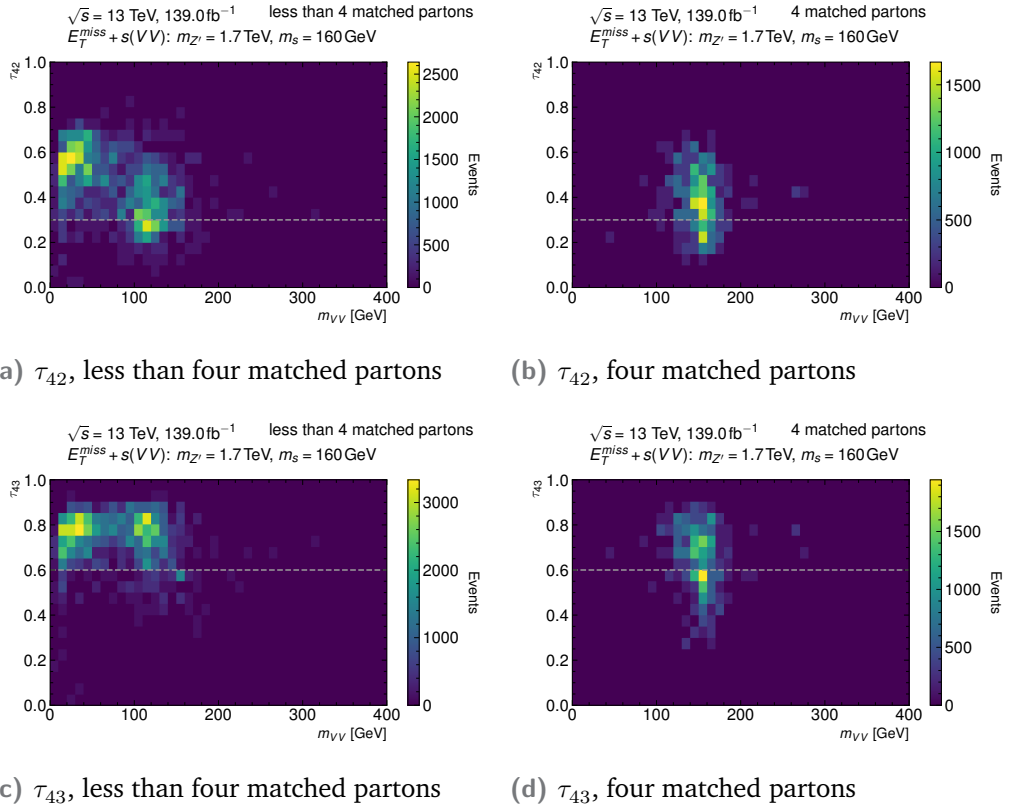 √s = 13 TeV, 139.0 fb⁻¹ less than 4 matched partons
E_T^miss + s(VV): m_Z′ = 1.7 TeV, m_s = 160 GeV
τ₄₂
1.0
0.8
0.6
0.4
0.2
0.0
0 100 200 300 400
m_VV [GeV]
2500
2000
1500
1000
500
0
Events
√s = 13 TeV, 139.0 fb⁻¹ 4 matched partons
E_T^miss + s(VV): m_Z′ = 1.7 TeV, m_s = 160 GeV
τ₄₂
1.0
0.8
0.6
0.4
0.2
0.0
0 100 200 300 400
m_VV [GeV]
1500
1000
500
0
Events
a) τ₄₂, less than four matched partons
(b) τ₄₂, four matched partons
√s = 13 TeV, 139.0 fb⁻¹ less than 4 matched partons
E_T^miss + s(VV): m_Z′ = 1.7 TeV, m_s = 160 GeV
τ₄₃
1.0
0.8
0.6
0.4
0.2
0.0
0 100 200 300 400
m_VV [GeV]
3000
2000
1000
0
Events
√s = 13 TeV, 139.0 fb⁻¹ 4 matched partons
E_T^miss + s(VV): m_Z′ = 1.7 TeV, m_s = 160 GeV
τ₄₃
1.0
0.8
0.6
0.4
0.2
0.0
0 100 200 300 400
m_VV [GeV]
1500
1000
500
0
Events
c) τ₄₃, less than four matched partons
(d) τ₄₃, four matched partons